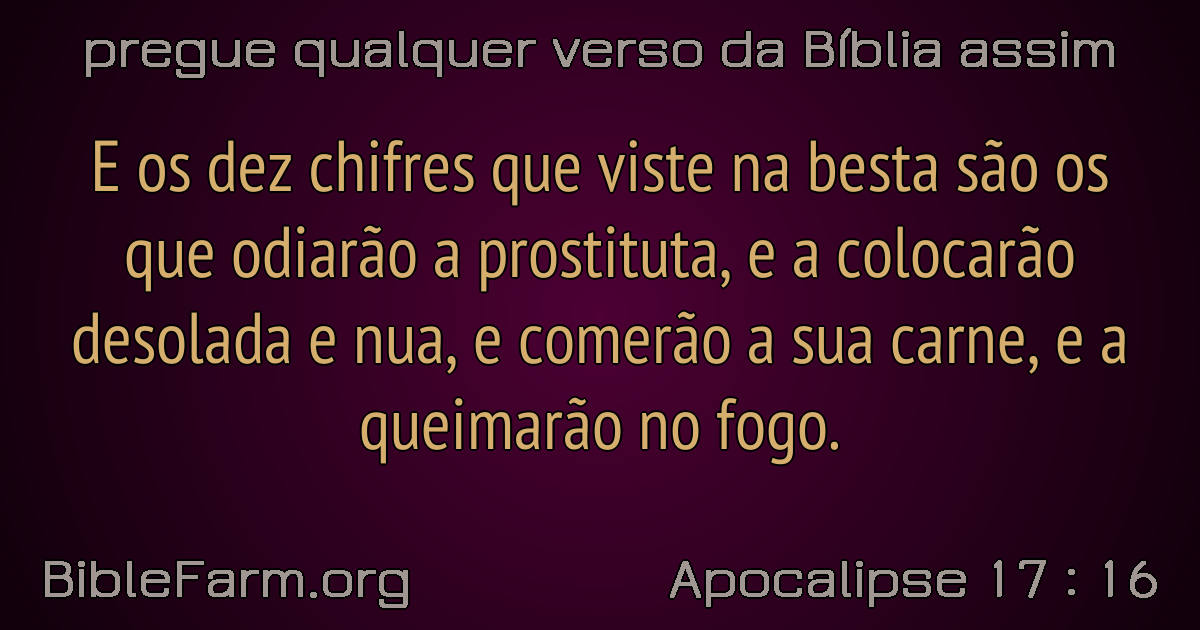 pregue qualquer verso da Bíblia assim
E os dez chifres que viste na besta são os
que odiarão a prostituta, e a colocarão
desolada e nua, e comerão a sua carne, e a
queimarão no fogo.
BibleFarm.org
Apocalipse 17 : 16